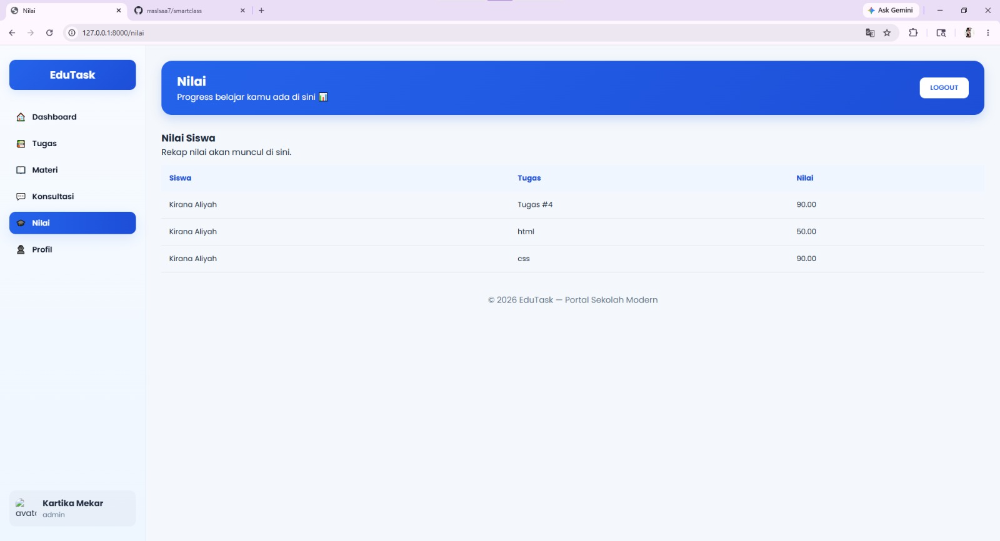 Nilai
rraslsaa7/smartclass
Ask Gemini
127.0.0.1:8000/nilai
EduTask
Dashboard
Tugas
Materi
Konsultasi
Nilai
Profil
Kartika Mekar
admin
Nilai
Progress belajar kamu ada di sini
LOGOUT
Nilai Siswa
Rekap nilai akan muncul di sini.
Siswa Tugas Nilai
Kirana Aliyah Tugas #4 90.00
Kirana Aliyah html 50.00
Kirana Aliyah css 90.00
© 2026 EduTask — Portal Sekolah Modern